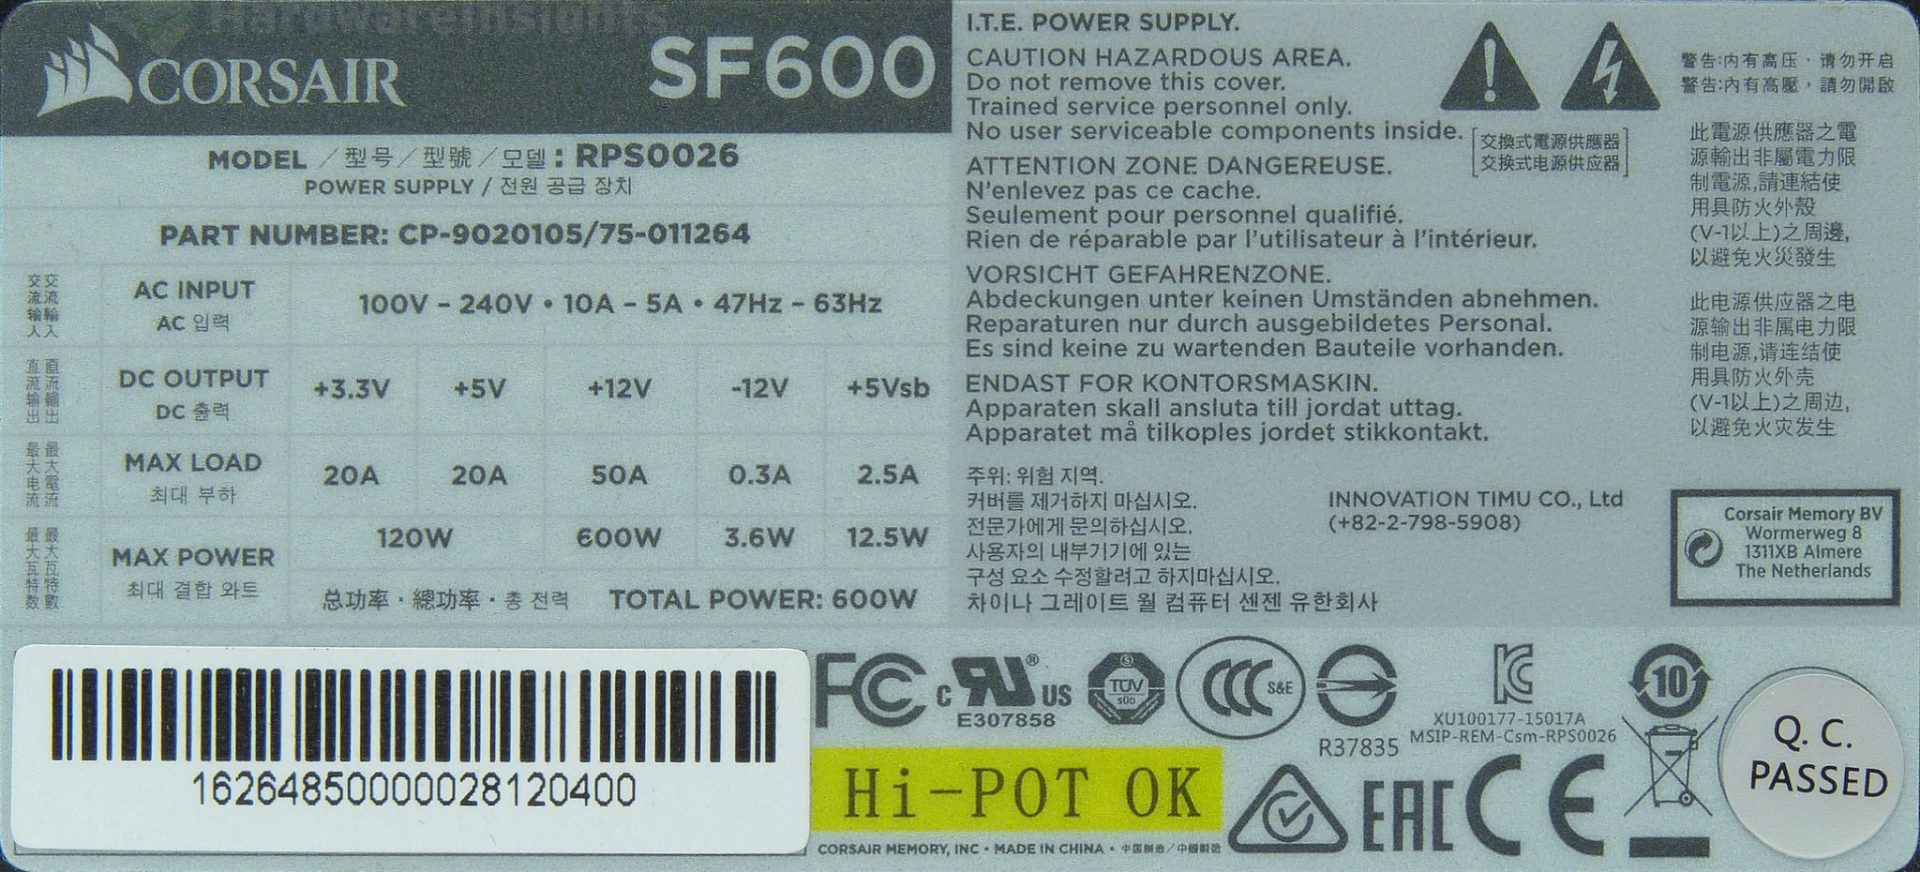 HardwareInsights
CORSAIR
SF600
MODEL / 型号 / 型號 / 모델 : RPS0026
POWER SUPPLY / 전원 공급 장치
PART NUMBER: CP-9020105/75-011264
交流输入
交流輸入
AC INPUT
AC 입력
100V - 240V • 10A - 5A • 47Hz - 63Hz
直流输出
直流輸出
DC OUTPUT
DC 출력
+3.3V +5V +12V -12V +5Vsb
最大电流
最大電流
MAX LOAD
최대 부하
20A 20A 50A 0.3A 2.5A
最大瓦特数
最大瓦特數
MAX POWER
최대 결합 와트
120W 600W 3.6W 12.5W
总功率 · 總功率 · 총 전력 TOTAL POWER: 600W
16264850000028120400
I.T.E. POWER SUPPLY.
CAUTION HAZARDOUS AREA.
Do not remove this cover.
Trained service personnel only.
No user serviceable components inside.
ATTENTION ZONE DANGEREUSE.
N'enlevez pas ce cache.
Seulement pour personnel qualifié.
Rien de réparable par l'utilisateur à l'intérieur.
VORSICHT GEFAHRENZONE.
Abdeckungen unter keinen Umständen abnehmen.
Reparaturen nur durch ausgebildetes Personal.
Es sind keine zu wartenden Bauteile vorhanden.
ENDAST FOR KONTORSMASKIN.
Apparaten skall ansluta till jordat uttag.
Apparatet må tilkoples jordet stikkontakt.
주위: 위험 지역.
커버를 제거하지 마십시오.
전문가에게 문의하십시오.
사용자의 내부기기에 있는
구성 요소 수정할려고 하지마십시오.
차이나 그레이트 월 컴퓨터 센젠 유한회사
INNOVATION TIMU CO., Ltd
(+82-2-798-5908)
交換式電源供應器
交换式电源供应器
警告:内有高压，请勿开启
警告:內有高壓，請勿開啟
此電源供應器之電
源輸出非屬電力限
制電源,請連結使
用具防火外殼
(V-1以上)之周邊,
以避免火災發生
此电源供应器之电
源输出非属电力限
制电源,请连结使
用具防火外壳
(V-1以上)之周边,
以避免火灾发生
Corsair Memory BV
Wormerweg 8
1311XB Almere
The Netherlands
FC
c RU® US
E307858
TÜV
SÜD
CCC S&E
R37835
KC
XU100177-15017A
MSIP-REM-Csm-RPS0026
10
Hi-POT OK
EAC CE
Q. C.
PASSED
CORSAIR MEMORY, INC • MADE IN CHINA • 中国制造/中國製造